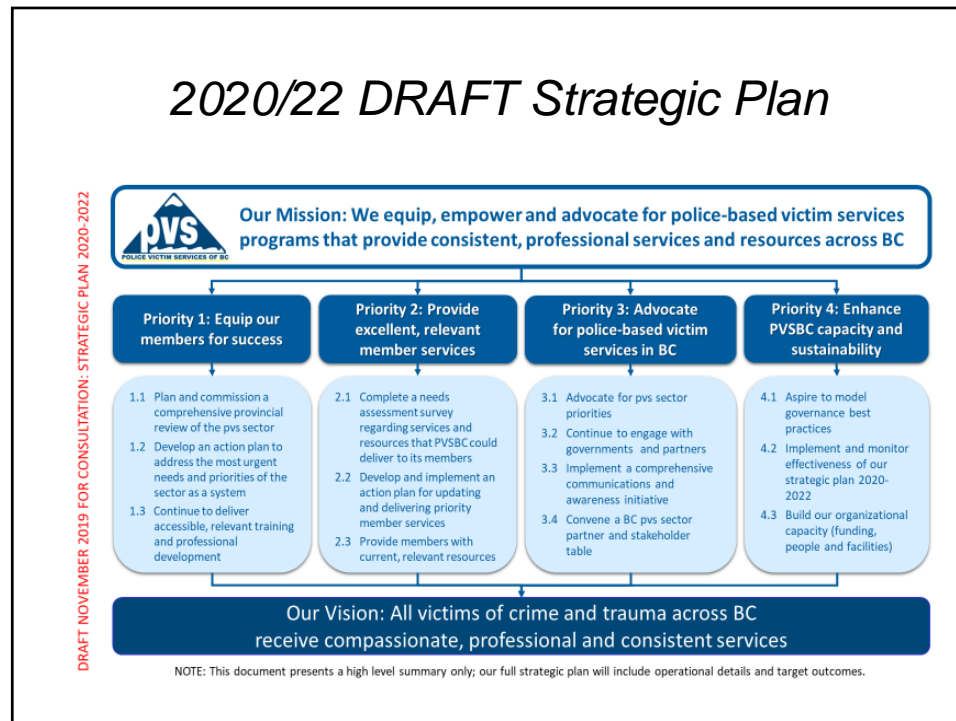 2020/22 DRAFT Strategic Plan
DRAFT NOVEMBER 2019 FOR CONSULTATION: STRATEGIC PLAN 2020-2022
pvs
POLICE VICTIM SERVICES OF BC
Our Mission: We equip, empower and advocate for police-based victim services
programs that provide consistent, professional services and resources across BC
Priority 1: Equip our
members for success
1.1 Plan and commission a
comprehensive provincial
review of the pvs sector
1.2 Develop an action plan to
address the most urgent
needs and priorities of the
sector as a system
1.3 Continue to deliver
accessible, relevant training
and professional
development
Priority 2: Provide
excellent, relevant
member services
2.1 Complete a needs
assessment survey
regarding services and
resources that PVSBC could
deliver to its members
2.2 Develop and implement an
action plan for updating
and delivering priority
member services
2.3 Provide members with
current, relevant resources
Priority 3: Advocate
for police-based victim
services in BC
3.1 Advocate for pvs sector
priorities
3.2 Continue to engage with
governments and partners
3.3 Implement a comprehensive
communications and
awareness initiative
3.4 Convene a BC pvs sector
partner and stakeholder
table
Priority 4: Enhance
PVSBC capacity and
sustainability
4.1 Aspire to model
governance best
practices
4.2 Implement and monitor
effectiveness of our
strategic plan 2020-
2022
4.3 Build our organizational
capacity (funding,
people and facilities)
Our Vision: All victims of crime and trauma across BC
receive compassionate, professional and consistent services
NOTE: This document presents a high level summary only; our full strategic plan will include operational details and target outcomes.